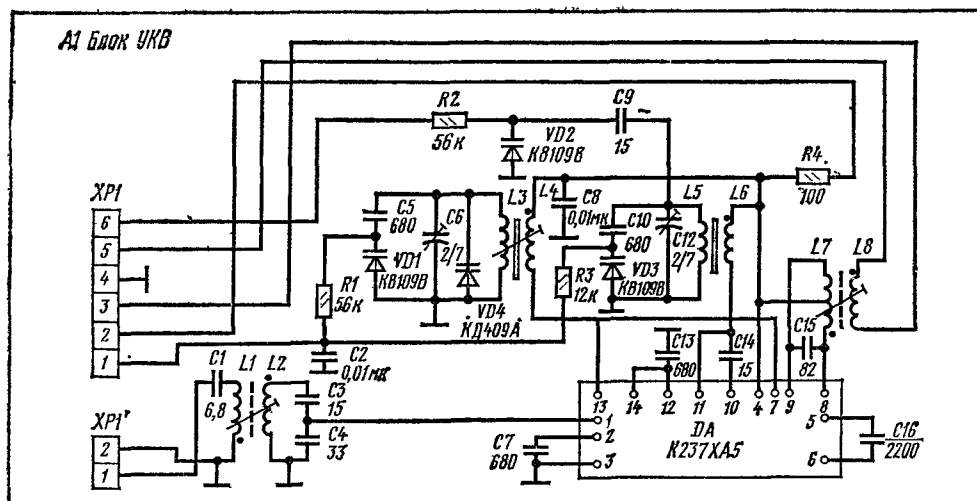 А1 Блок УКВ
R2
56к
VD2
КВ109В
C9
15
R4
100
XP1
6
5
4
3
2
1
C5
680
C6
2/7
L3
L4
C8
0,01мк
C10
680
C12
2/7
L5
L6
L7
L8
R1
56к
VD1
КВ109В
VD4
КД409А
R3
12к
VD3
КВ109В
C2
0,01мк
C13
680
C14
15
C15
82
C1
6,8
L1
L2
C3
15
C4
33
13
14
12
11
10
4
7
9
8
1
2
3
5
6
DA
К237ХА5
C7
680
C16
2200
XP1'
2
1